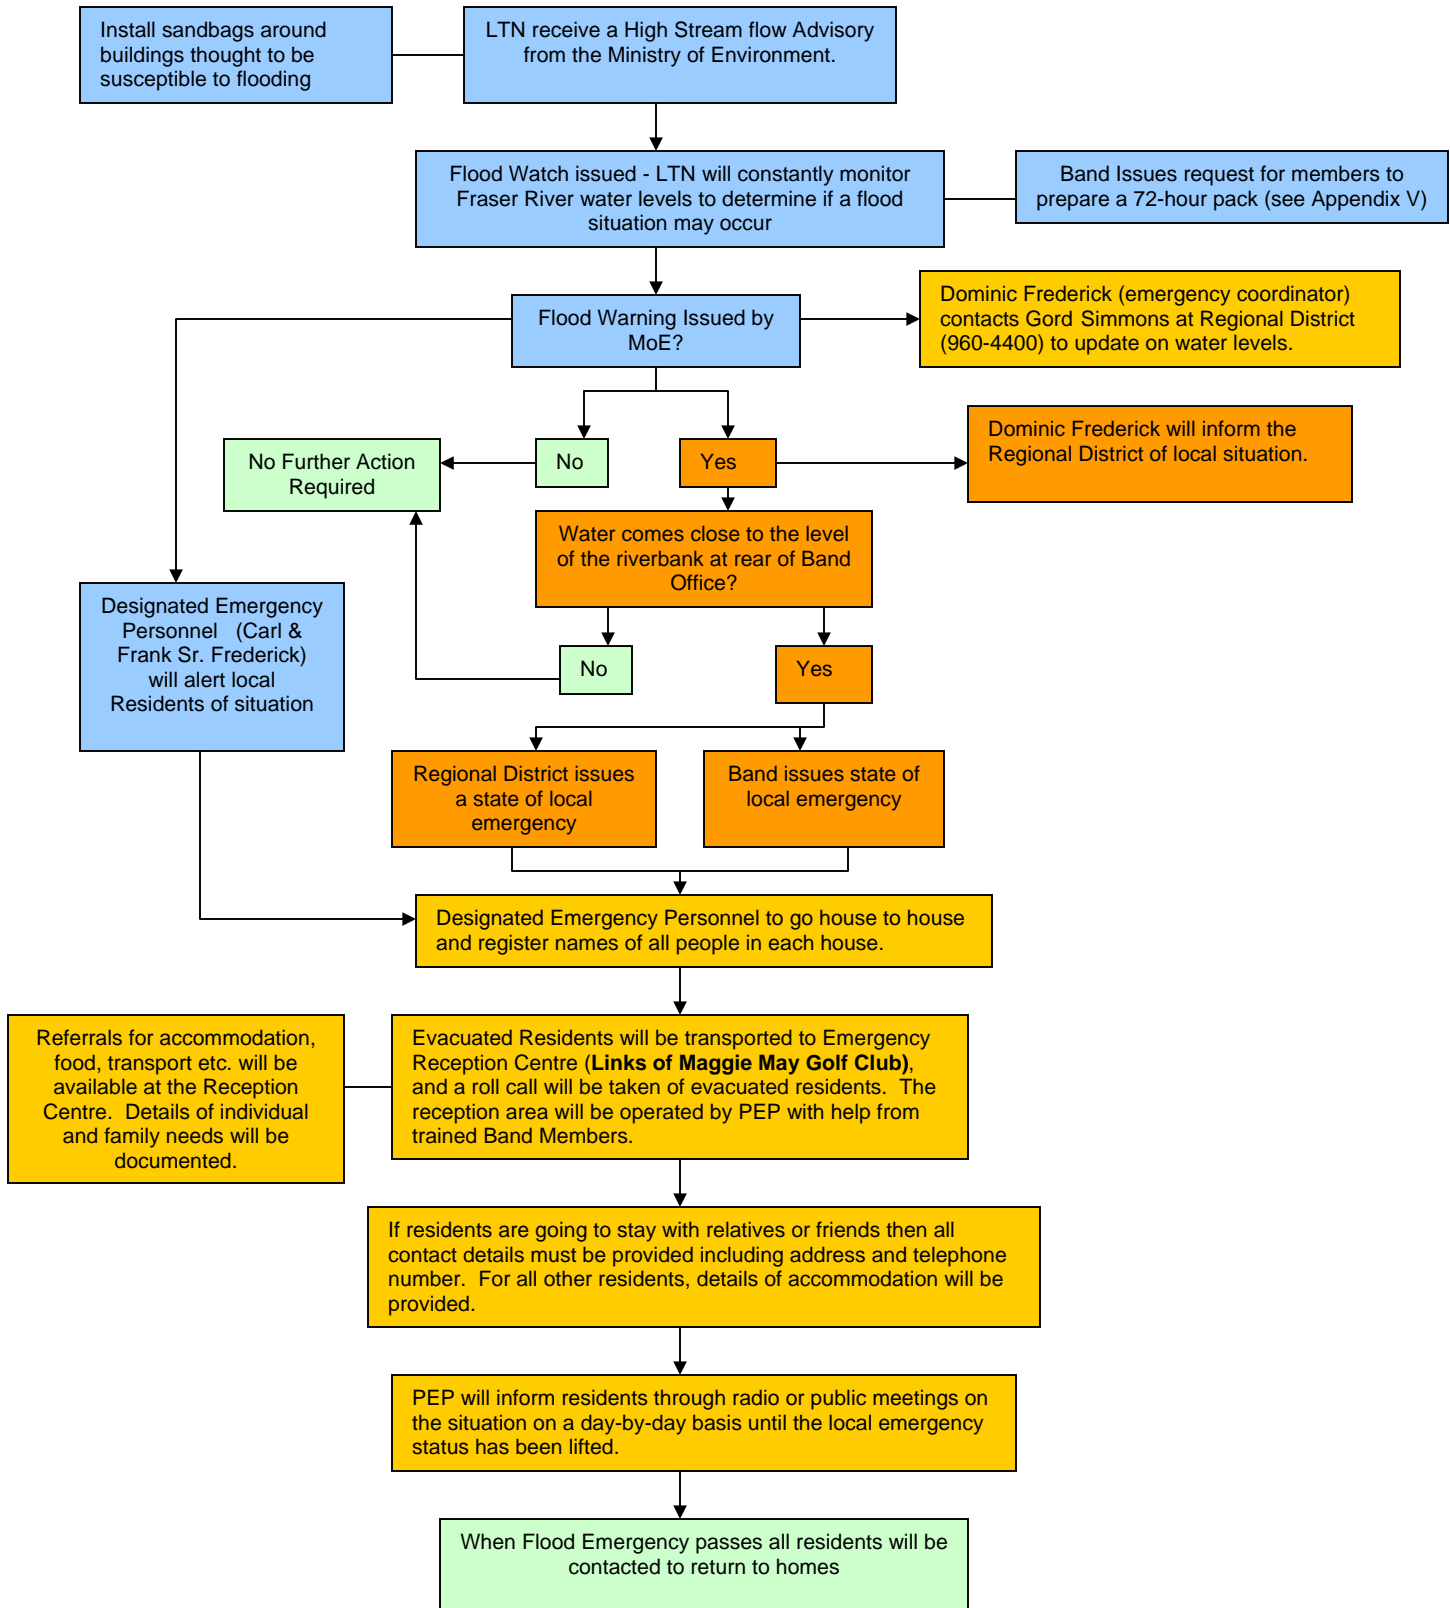 Install sandbags around
buildings thought to be
susceptible to flooding
LTN receive a High Stream flow Advisory
from the Ministry of Environment.
Flood Watch issued - LTN will constantly monitor
Fraser River water levels to determine if a flood
situation may occur
Band Issues request for members to
prepare a 72-hour pack (see Appendix V)
Flood Warning Issued by
MoE?
Dominic Frederick (emergency coordinator)
contacts Gord Simmons at Regional District
(960-4400) to update on water levels.
No Further Action
Required
No
Yes
Dominic Frederick will inform the
Regional District of local situation.
Water comes close to the level
of the riverbank at rear of Band
Office?
Designated Emergency
Personnel (Carl &
Frank Sr. Frederick)
will alert local
Residents of situation
No
Yes
Regional District issues
a state of local
emergency
Band issues state of
local emergency
Designated Emergency Personnel to go house to house
and register names of all people in each house.
Referrals for accommodation,
food, transport etc. will be
available at the Reception
Centre. Details of individual
and family needs will be
documented.
Evacuated Residents will be transported to Emergency
Reception Centre (Links of Maggie May Golf Club),
and a roll call will be taken of evacuated residents. The
reception area will be operated by PEP with help from
trained Band Members.
If residents are going to stay with relatives or friends then all
contact details must be provided including address and telephone
number. For all other residents, details of accommodation will be
provided.
PEP will inform residents through radio or public meetings on
the situation on a day-by-day basis until the local emergency
status has been lifted.
When Flood Emergency passes all residents will be
contacted to return to homes